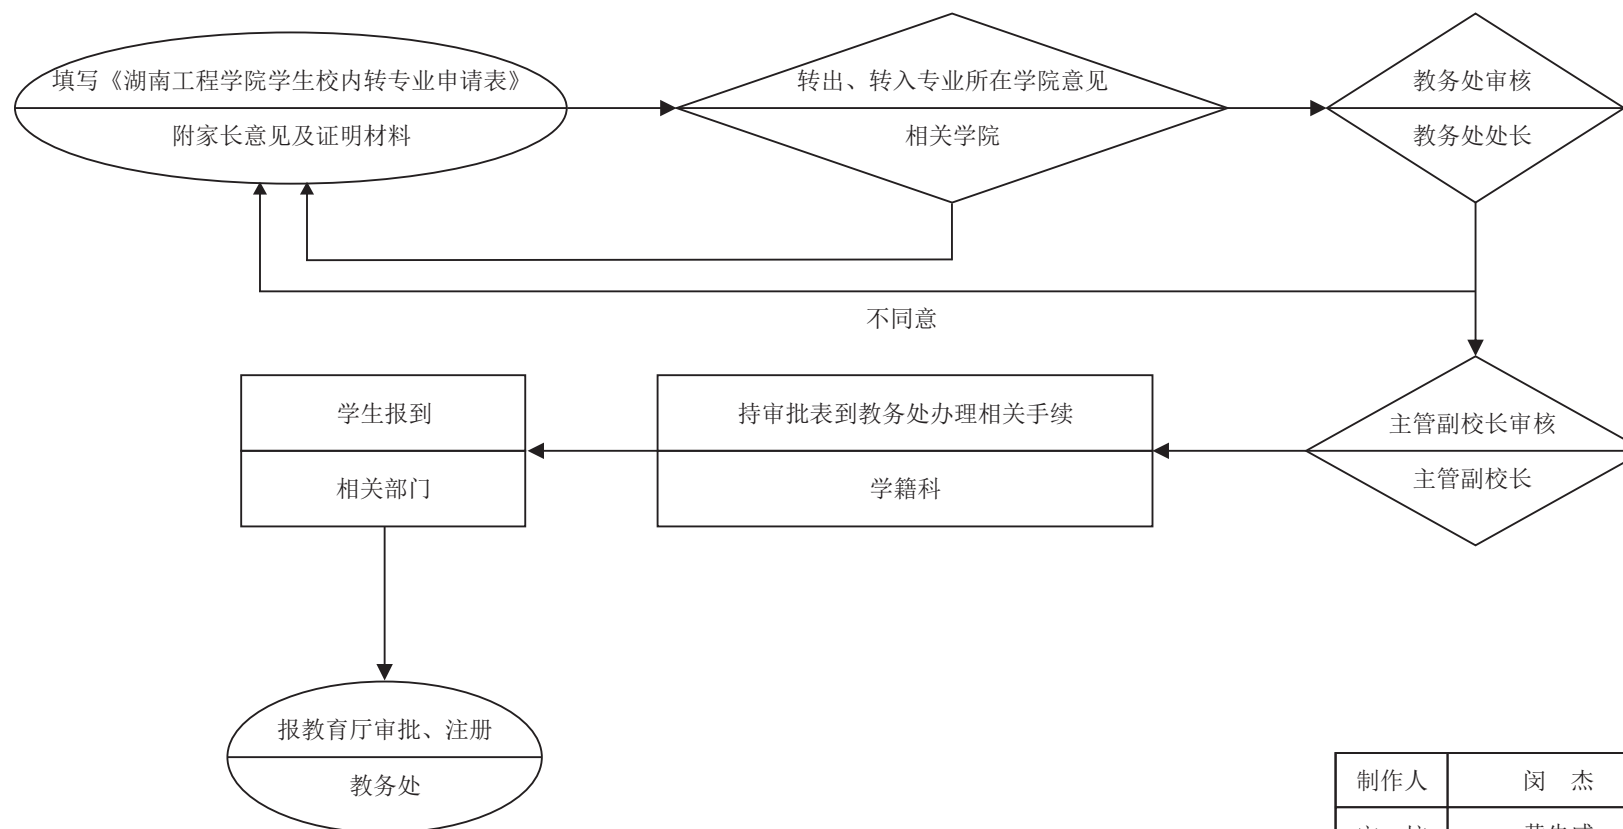 填写《湖南工程学院学生校内转专业申请表》
附家长意见及证明材料
转出、转入专业所在学院意见
相关学院
教务处审核
教务处处长
不同意
主管副校长审核
主管副校长
持审批表到教务处办理相关手续
学籍科
学生报到
相关部门
报教育厅审批、注册
教务处
制作人 闵 杰